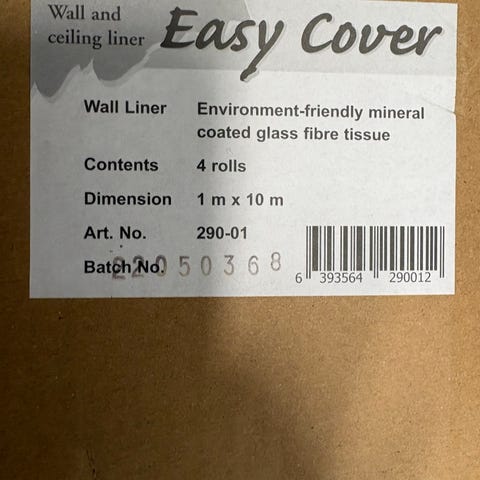 Wall and
ceiling liner
Easy Cover
Wall Liner Environment-friendly mineral
coated glass fibre tissue
Contents 4 rolls
Dimension 1 m x 10 m
Art. No. 290-01
Batch No. 22050368
6 393564 290012